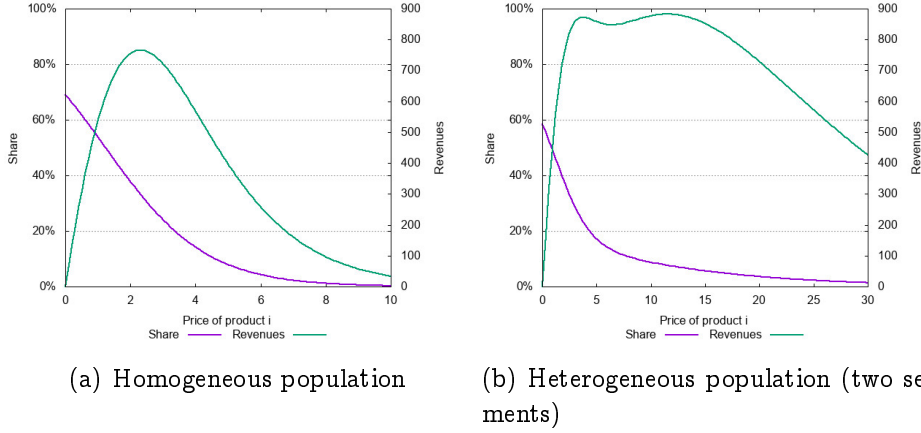 100%
80%
60%
40%
20%
0%
Share
900
800
700
600
500
400
300
200
100
0
Revenues
0 2 4 6 8 10
Price of product i
Share Revenues
(a) Homogeneous population
100%
80%
60%
40%
20%
0%
Share
900
800
700
600
500
400
300
200
100
0
Revenues
0 5 10 15 20 25 30
Price of product i
Share Revenues
(b) Heterogeneous population (two se
ments)